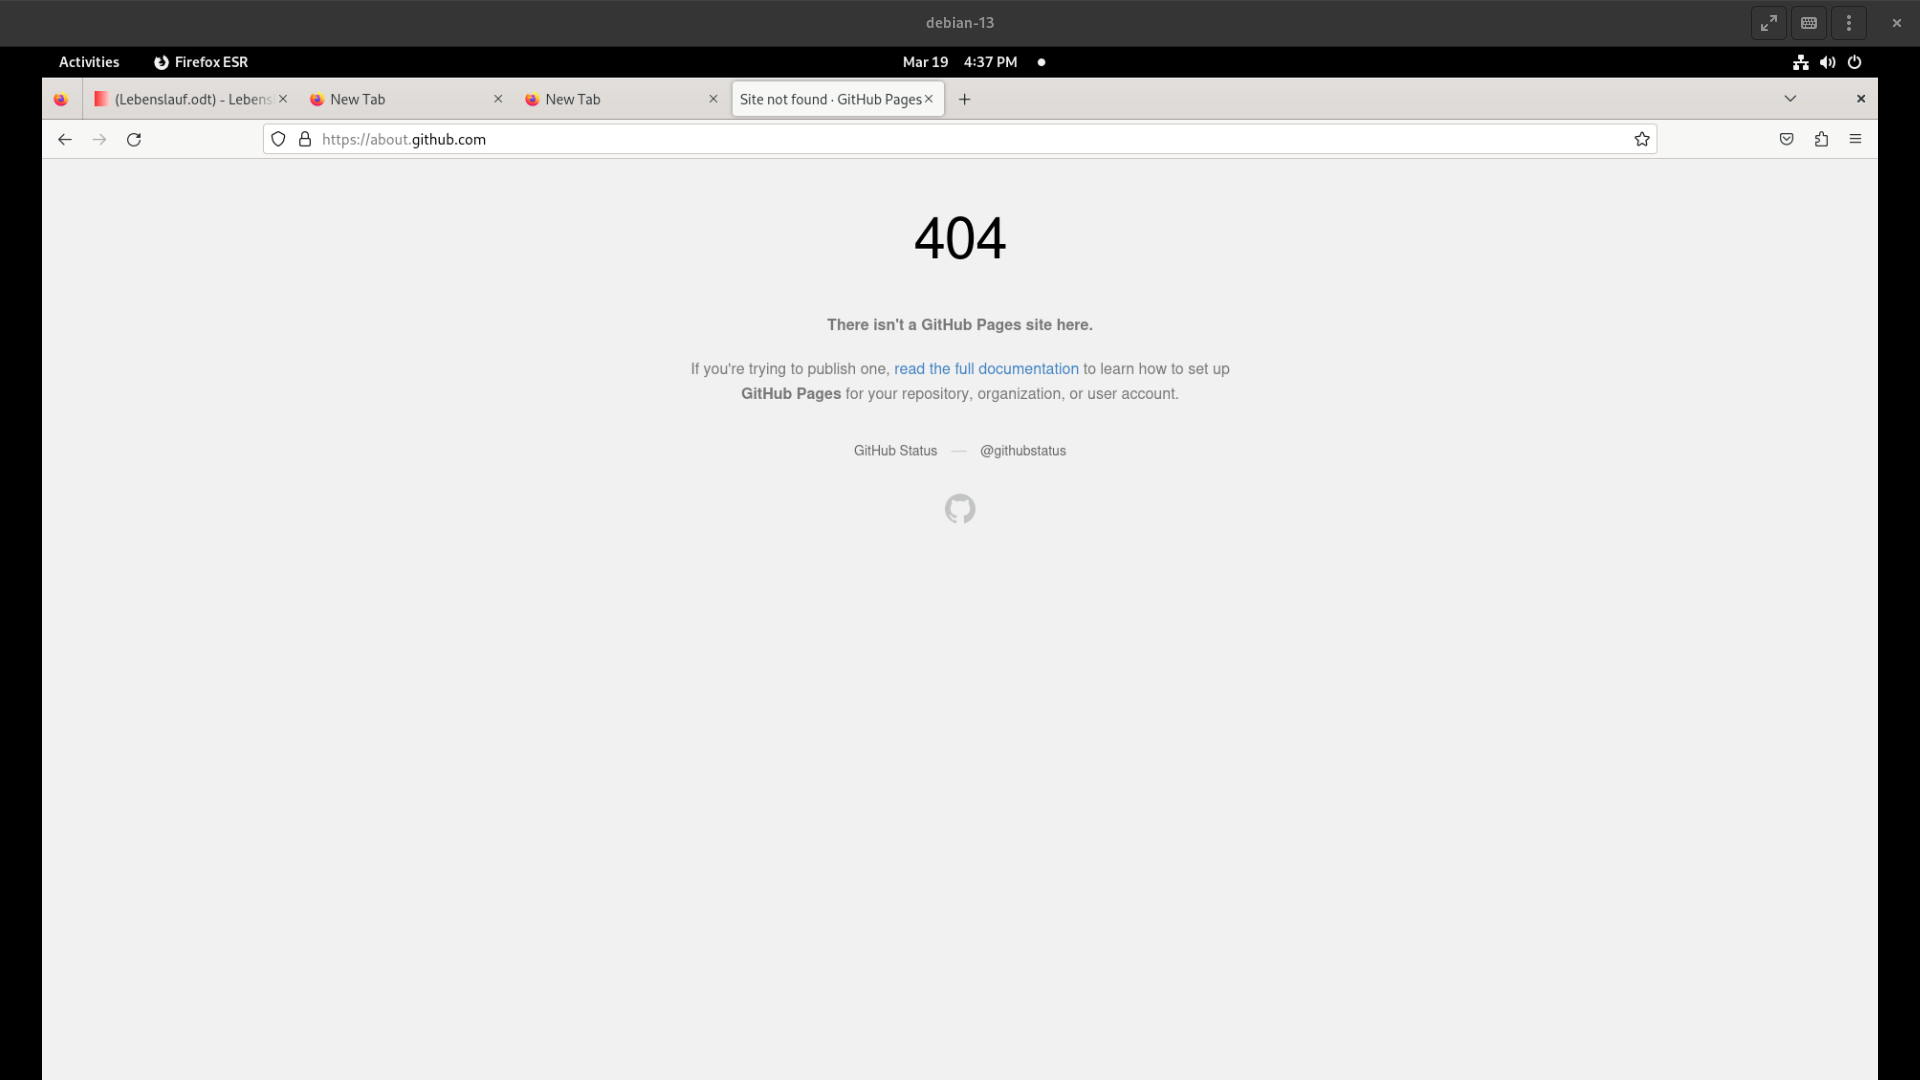 debian-13
Activities
Firefox ESR
Mar 19 4:37 PM
(Lebenslauf.odt) - Lebens
New Tab
New Tab
Site not found · GitHub Pages
https://about.github.com
404
There isn't a GitHub Pages site here.
If you're trying to publish one, read the full documentation to learn how to set up
GitHub Pages for your repository, organization, or user account.
GitHub Status — @githubstatus